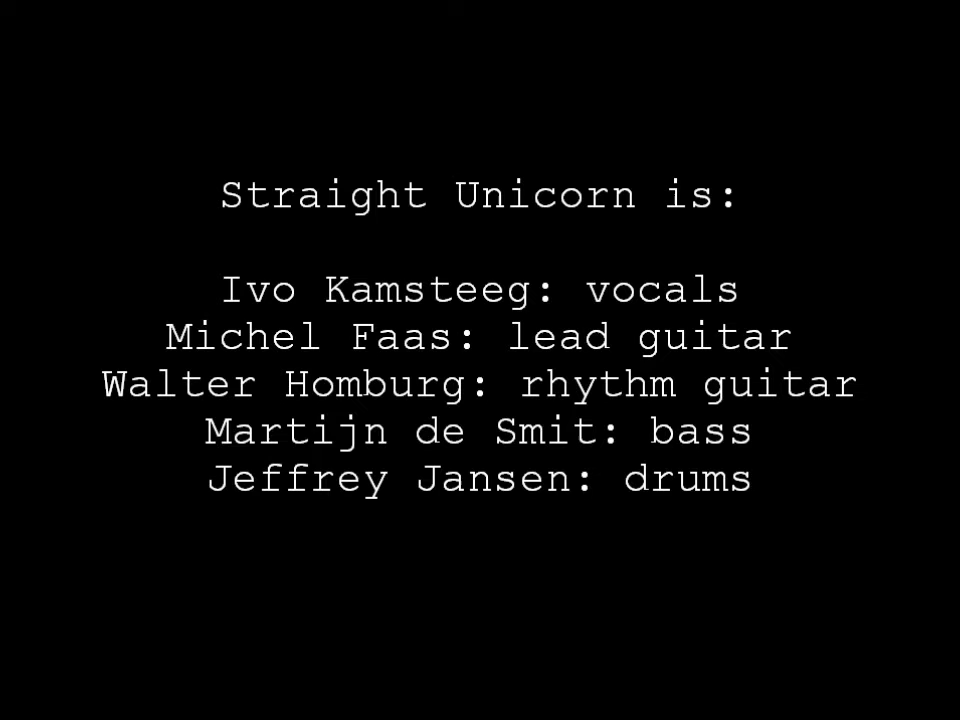 Straight Unicorn is:
Ivo Kamsteeg: vocals
Michel Faas: lead guitar
Walter Homburg: rhythm guitar
Martijn de Smit: bass
Jeffrey Jansen: drums